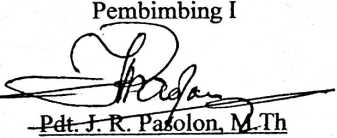 Pembimbing I
Pdt. J. R. Pasolon, M.Th